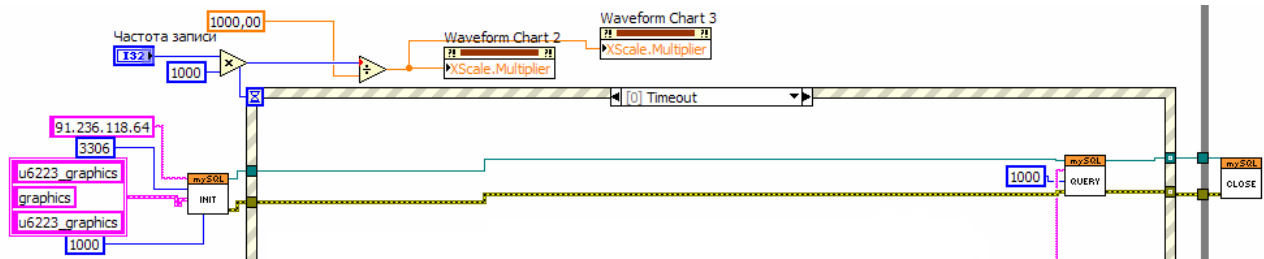 1000,00
Waveform Chart 3
Частота записи
Waveform Chart 2
?!
?!
?!
?!
I32
×
÷
XScale.Multiplier
XScale.Multiplier
1000
[0] Timeout
91.236.118.64
3306
u6223_graphics
graphics
u6223_graphics
1000
mySQL
INIT
1000
mySQL
QUERY
mySQL
CLOSE